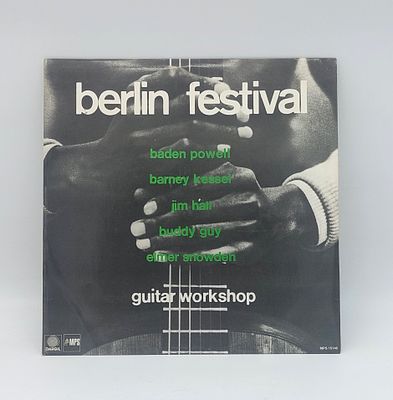 berlin festival
baden powell
barney kessel
jim hall
buddy guy
elmer snowden
guitar workshop
MPS